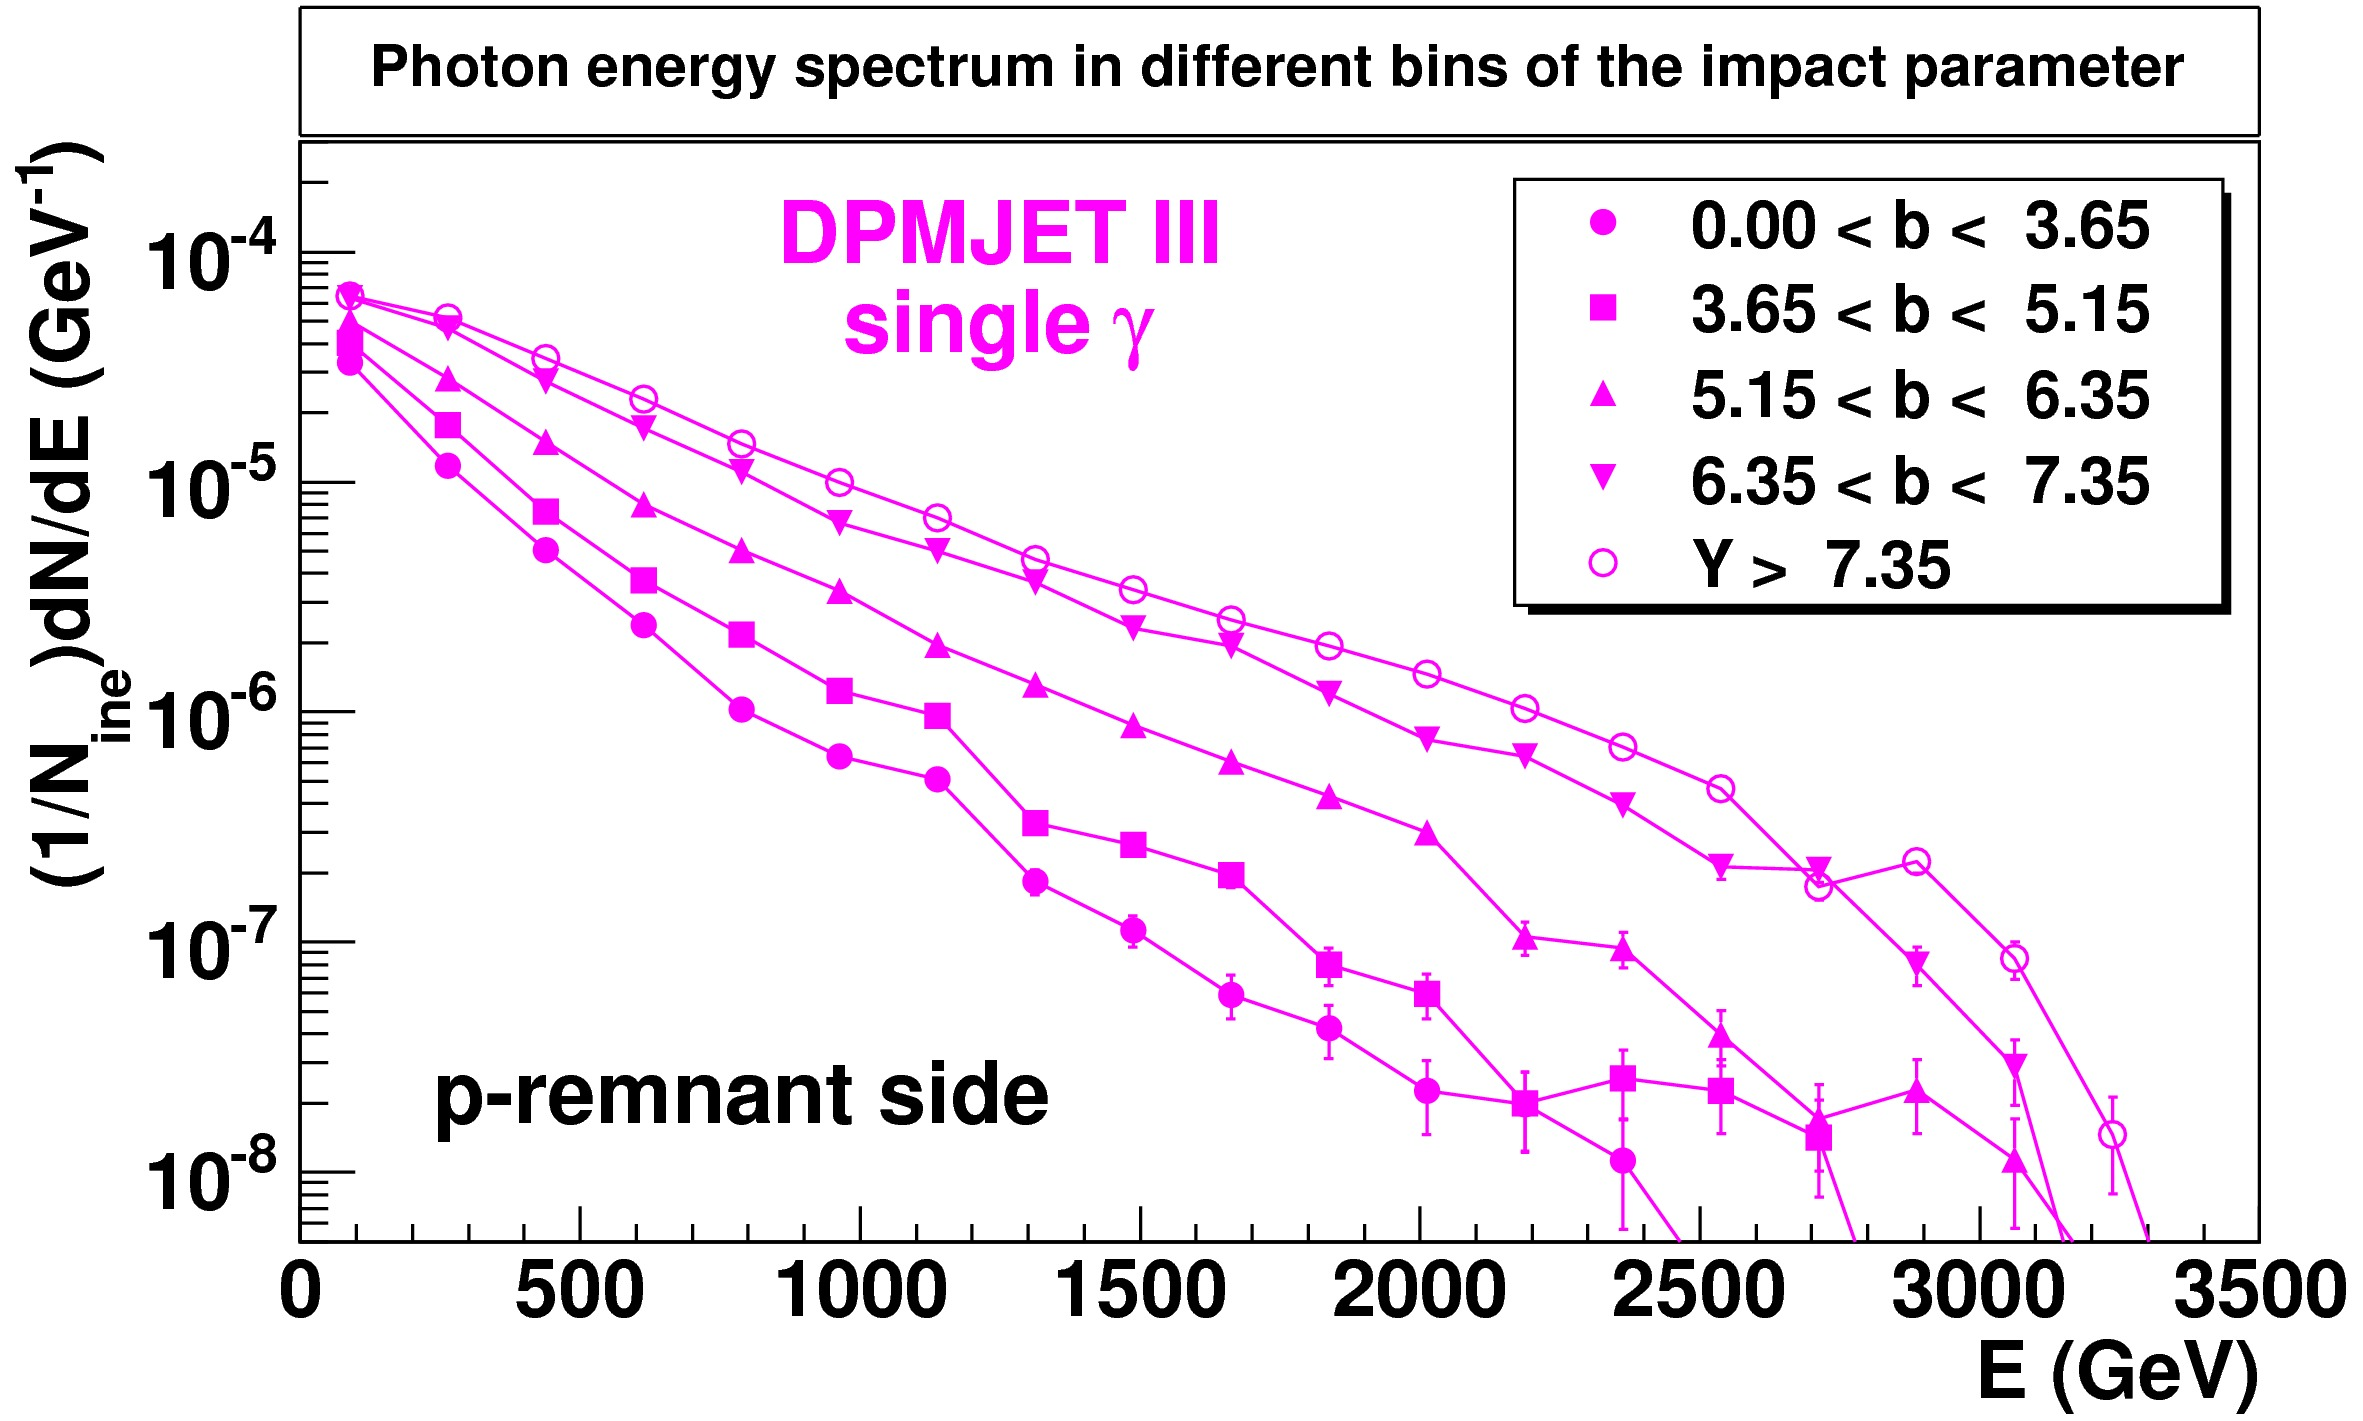 Photon energy spectrum in different bins of the impact parameter
(1/N_ine)dN/dE (GeV^-1)
DPMJET III
single γ
0.00 < b < 3.65
3.65 < b < 5.15
5.15 < b < 6.35
6.35 < b < 7.35
Y > 7.35
10^-4
10^-5
10^-6
10^-7
10^-8
p-remnant side
0 500 1000 1500 2000 2500 3000 3500
E (GeV)